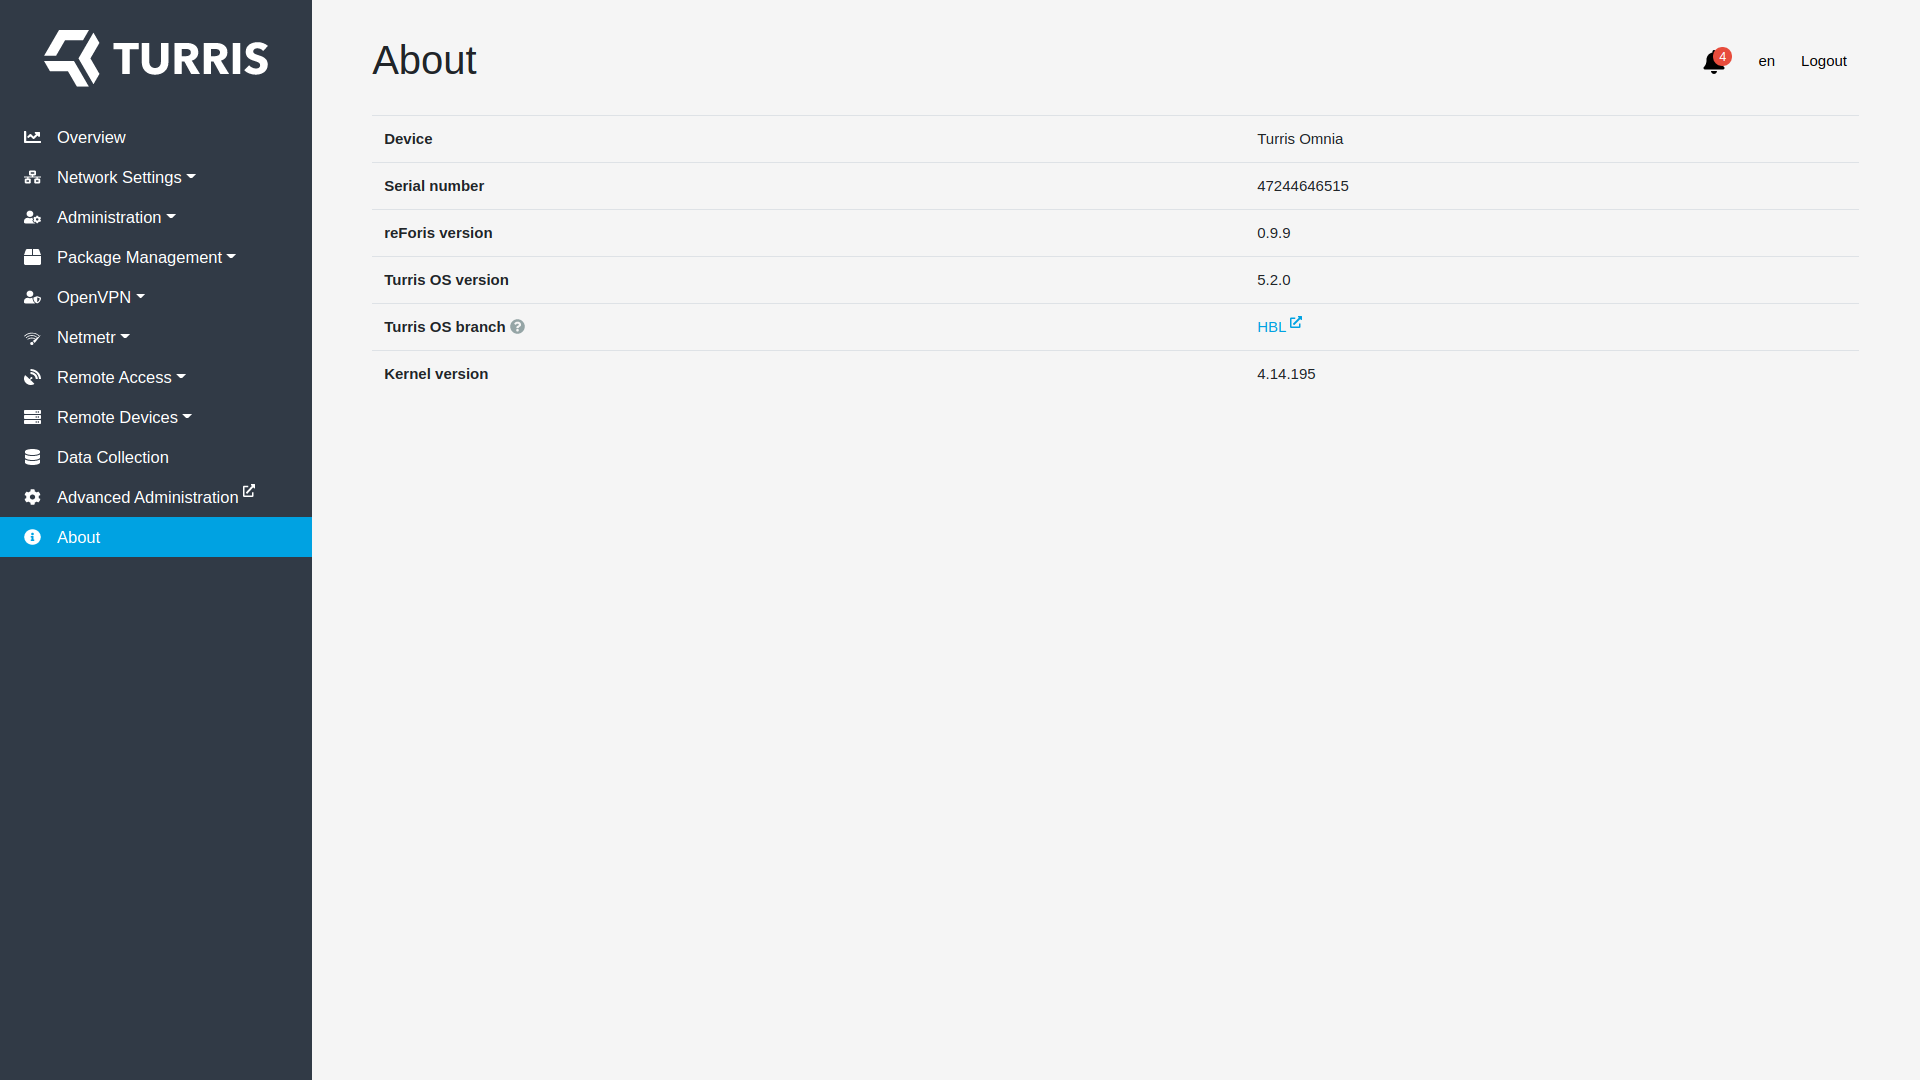 TURRIS
Overview
Network Settings
Administration
Package Management
OpenVPN
Netmetr
Remote Access
Remote Devices
Data Collection
Advanced Administration
About
About
4
en
Logout
Device Turris Omnia
Serial number 47244646515
reForis version 0.9.9
Turris OS version 5.2.0
Turris OS branch HBL
Kernel version 4.14.195